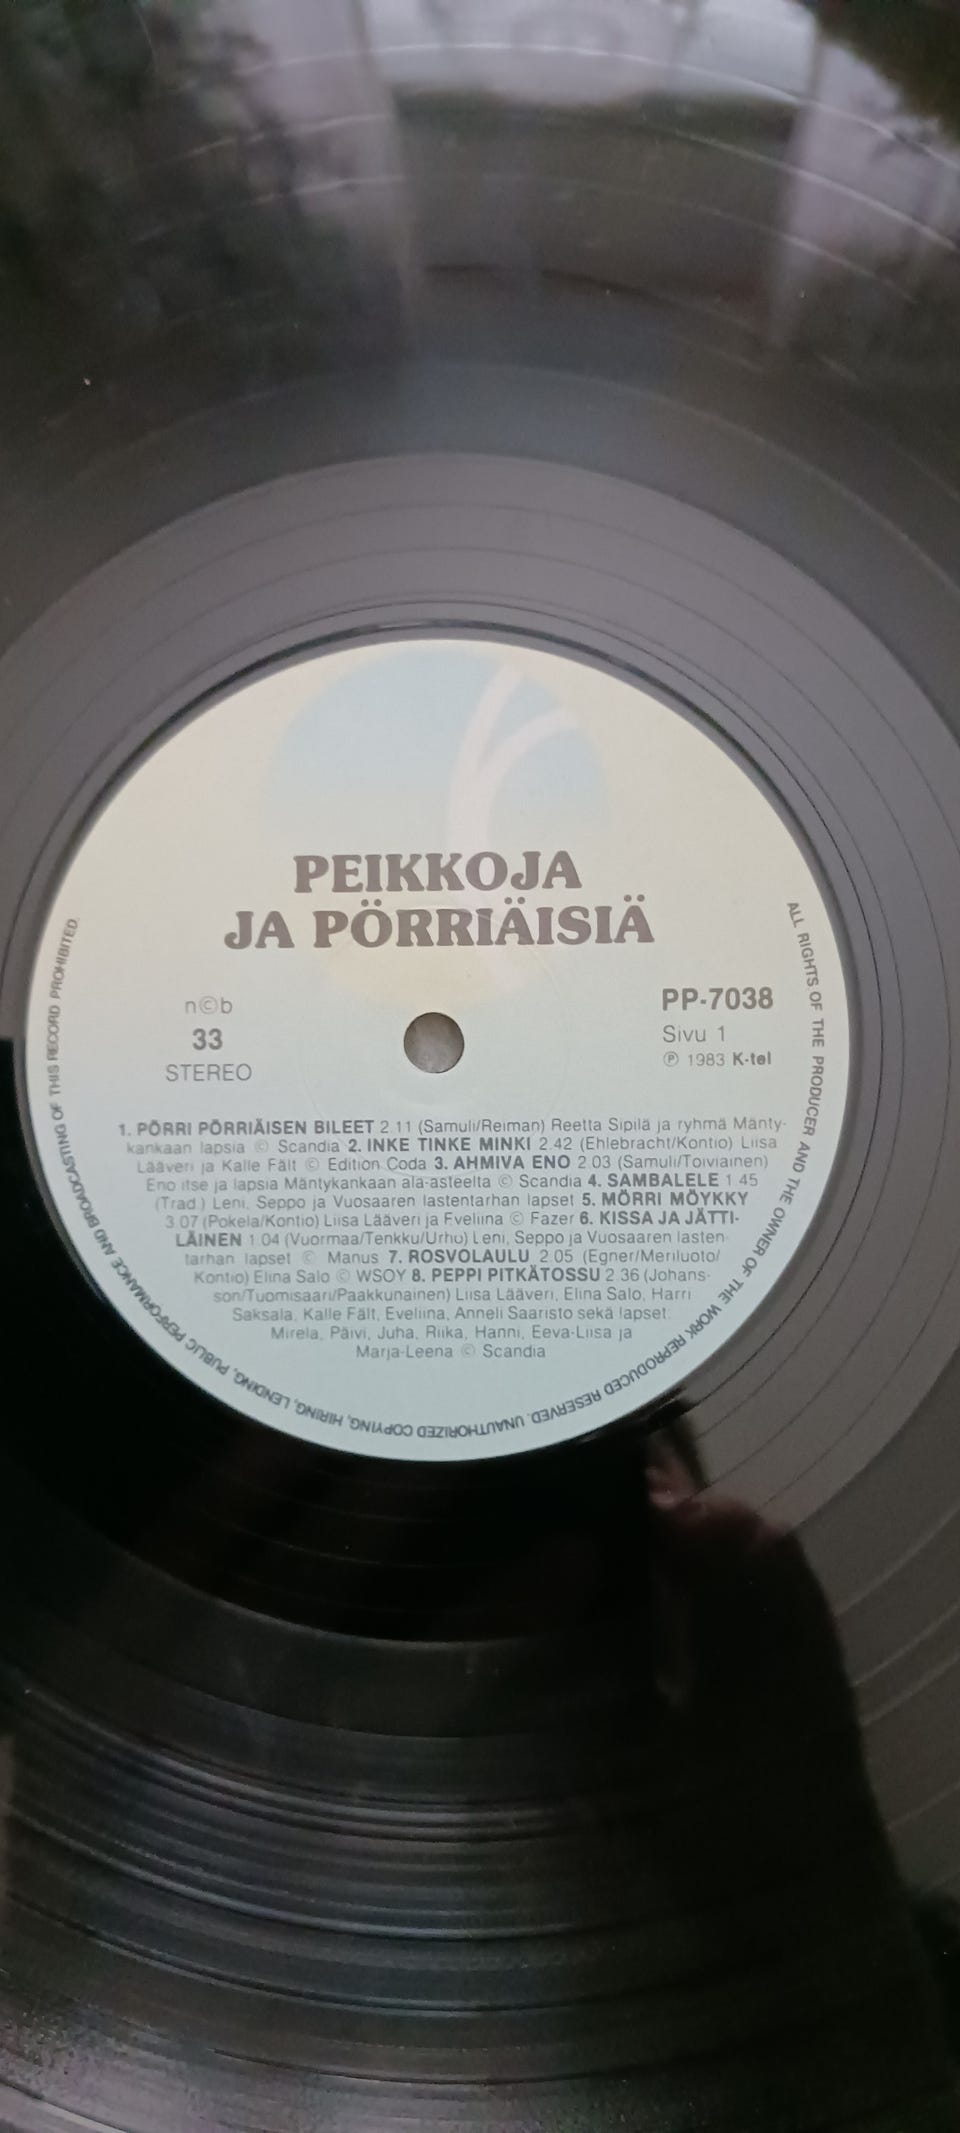 PEIKKOJA
JA PÖRRIÄISIÄ
n©b
33
STEREO
PP-7038
Sivu 1
℗ 1983 K-tel
1. PÖRRI PÖRRIÄISEN BILEET 2.11 (Samuli/Reiman) Reetta Sipilä ja ryhmä Mänty-
kankaan lapsia © Scandia 2. INKE TINKE MINKI 2.42 (Ehlebracht/Kontio) Liisa
Lääveri ja Kalle Fält © Edition Coda 3. AHMIVA ENO 2.03 (Samuli/Toiviainen)
Eno itse ja lapsia Mäntykankaan ala-asteelta © Scandia 4. SAMBALELE 1.45
(Trad.) Leni, Seppo ja Vuosaaren lastentarhan lapset 5. MÖRRI MÖYKKY
3.07 (Pokela/Kontio) Liisa Lääveri ja Eveliina © Fazer 6. KISSA JA JÄTTI-
LÄINEN 1.04 (Vuormaa/Tenkku/Urho) Leni, Seppo ja Vuosaaren lasten-
tarhan lapset © Manus 7. ROSVOLAULU 2.05 (Egner/Meriluoto/
Kontio) Elina Salo © WSOY 8. PEPPI PITKÄTOSSU 2.36 (Johans-
son/Tuomisaari/Paakkunainen) Liisa Lääveri, Elina Salo, Harri
Saksala, Kalle Fält, Eveliina, Anneli Saaristo sekä lapset:
Mirela, Päivi, Juha, Riika, Hanni, Eeva-Liisa ja
Marja-Leena © Scandia
ALL RIGHTS OF THE PRODUCER AND THE OWNER OF THE WORK REPRODUCED RESERVED. UNAUTHORIZED COPYING, HIRING, LENDING, PUBLIC PERFORMANCE AND BROADCASTING OF THIS RECORD PROHIBITED.